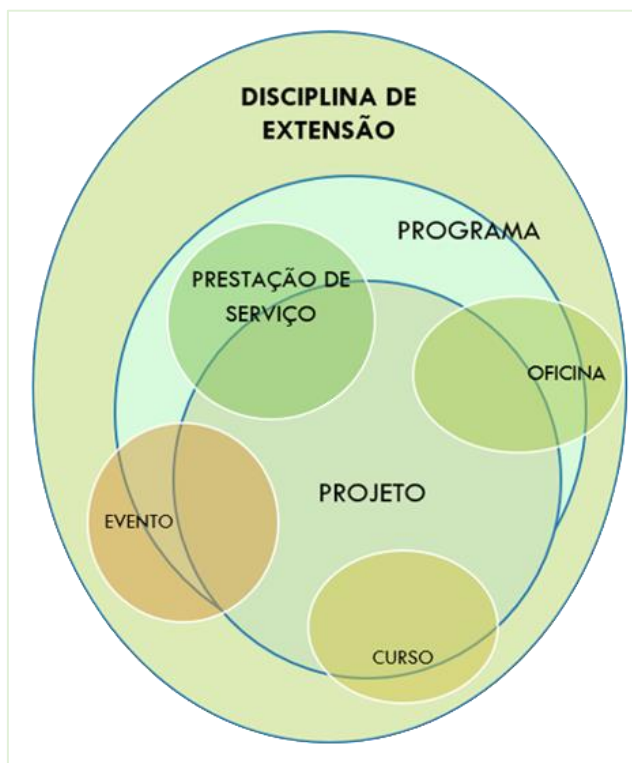 DISCIPLINA DE
EXTENSÃO
PROGRAMA
PRESTAÇÃO DE
SERVIÇO
OFICINA
PROJETO
EVENTO
CURSO